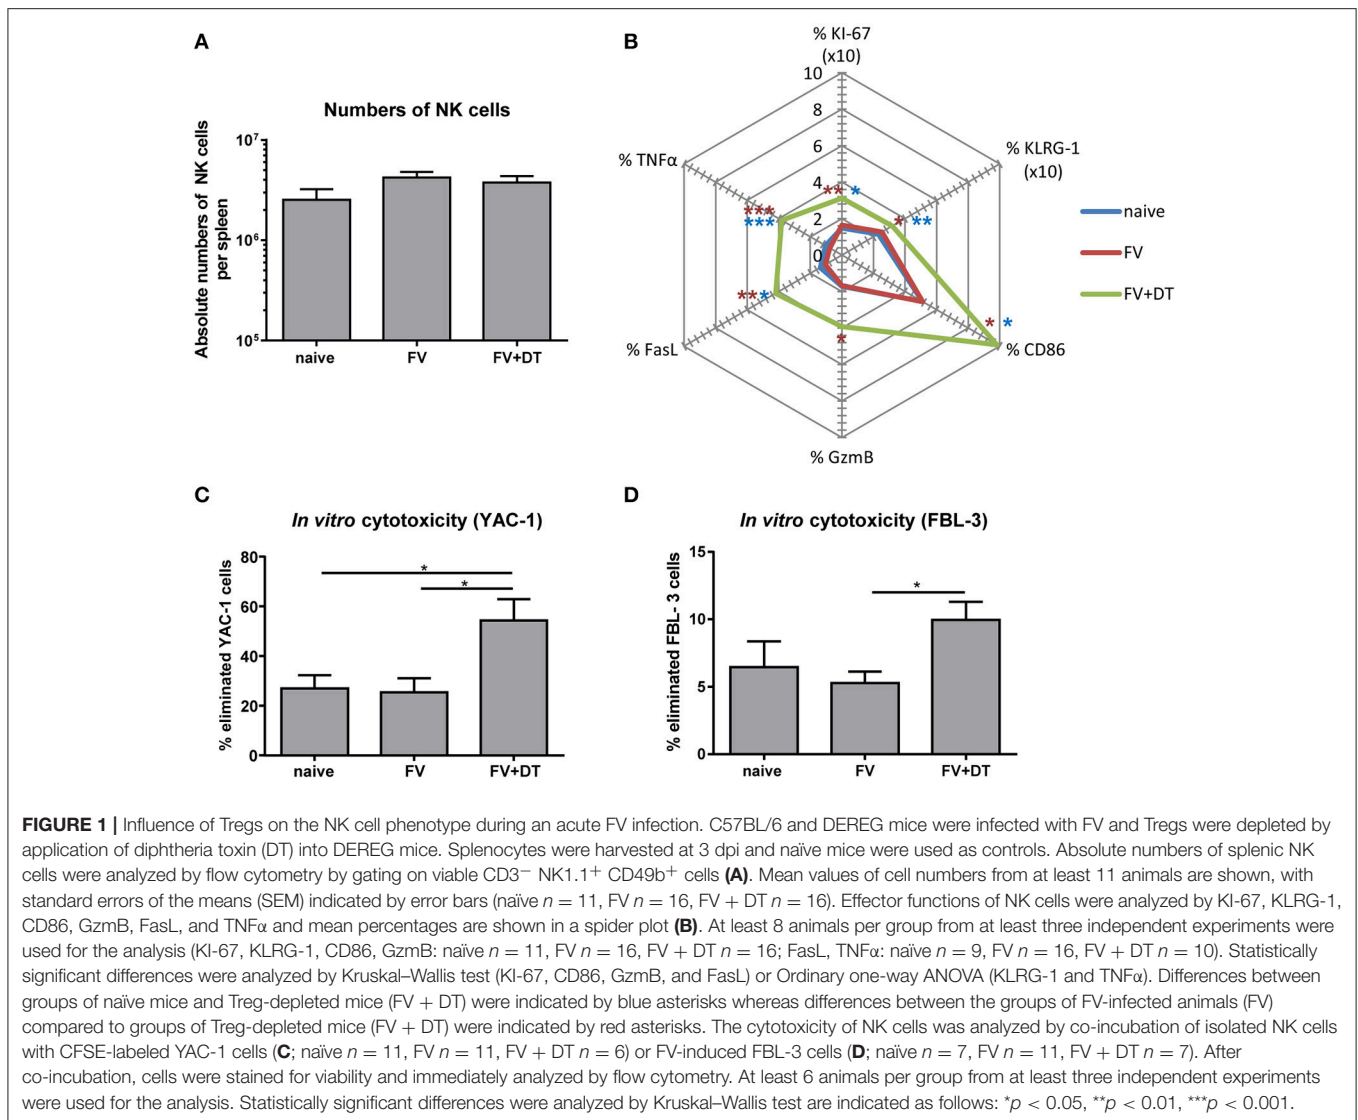 A
Numbers of NK cells
Absolute numbers of NK cells
per spleen
10⁷
10⁶
10⁵
naive
FV
FV+DT
B
% KI-67
(x10)
10
8
6
4
2
0
% KLRG-1
(x10)
% CD86
% GzmB
% FasL
% TNFα
** *
* **
* *
*
***
***
***
naive
FV
FV+DT
C
In vitro cytotoxicity (YAC-1)
% eliminated YAC-1 cells
80
60
40
20
0
*
*
naive
FV
FV+DT
D
In vitro cytotoxicity (FBL-3)
% eliminated FBL- 3 cells
15
10
5
0
*
naive
FV
FV+DT
FIGURE 1 | Influence of Tregs on the NK cell phenotype during an acute FV infection. C57BL/6 and DEREG mice were infected with FV and Tregs were depleted by
application of diphtheria toxin (DT) into DEREG mice. Splenocytes were harvested at 3 dpi and naïve mice were used as controls. Absolute numbers of splenic NK
cells were analyzed by flow cytometry by gating on viable CD3⁻ NK1.1⁺ CD49b⁺ cells (A). Mean values of cell numbers from at least 11 animals are shown, with
standard errors of the means (SEM) indicated by error bars (naïve n = 11, FV n = 16, FV + DT n = 16). Effector functions of NK cells were analyzed by KI-67, KLRG-1,
CD86, GzmB, FasL, and TNFα and mean percentages are shown in a spider plot (B). At least 8 animals per group from at least three independent experiments were
used for the analysis (KI-67, KLRG-1, CD86, GzmB: naïve n = 11, FV n = 16, FV + DT n = 16; FasL, TNFα: naïve n = 9, FV n = 16, FV + DT n = 10). Statistically
significant differences were analyzed by Kruskal–Wallis test (KI-67, CD86, GzmB, and FasL) or Ordinary one-way ANOVA (KLRG-1 and TNFα). Differences between
groups of naïve mice and Treg-depleted mice (FV + DT) were indicated by blue asterisks whereas differences between the groups of FV-infected animals (FV)
compared to groups of Treg-depleted mice (FV + DT) were indicated by red asterisks. The cytotoxicity of NK cells was analyzed by co-incubation of isolated NK cells
with CFSE-labeled YAC-1 cells (C; naïve n = 11, FV n = 11, FV + DT n = 6) or FV-induced FBL-3 cells (D; naïve n = 7, FV n = 11, FV + DT n = 7). After
co-incubation, cells were stained for viability and immediately analyzed by flow cytometry. At least 6 animals per group from at least three independent experiments
were used for the analysis. Statistically significant differences were analyzed by Kruskal–Wallis test are indicated as follows: *p < 0.05, **p < 0.01, ***p < 0.001.